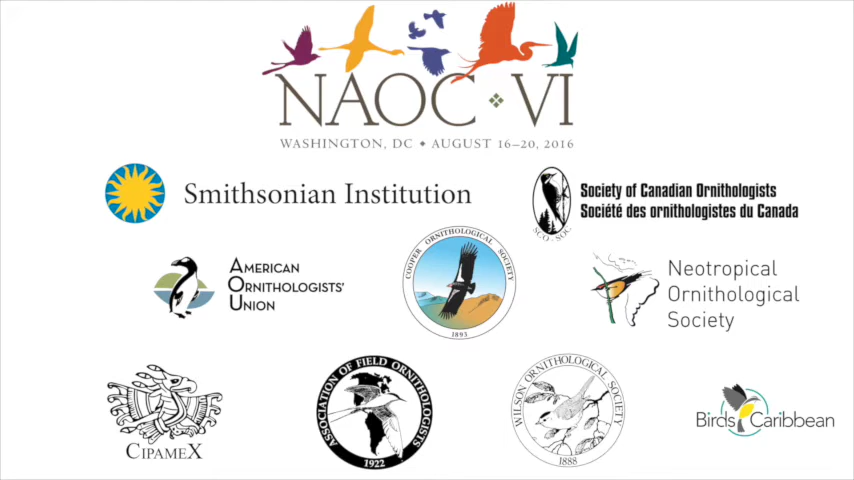 NAOC VI
WASHINGTON, DC ◆ AUGUST 16–20, 2016
Smithsonian Institution
Society of Canadian Ornithologists
Société des ornithologistes du Canada
SCO - SOC
AMERICAN
ORNITHOLOGISTS'
UNION
COOPER ORNITHOLOGICAL SOCIETY
1893
Neotropical
Ornithological
Society
CIPAMEX
ASSOCIATION OF FIELD ORNITHOLOGISTS
1922
WILSON ORNITHOLOGICAL SOCIETY
1888
Birds Caribbean